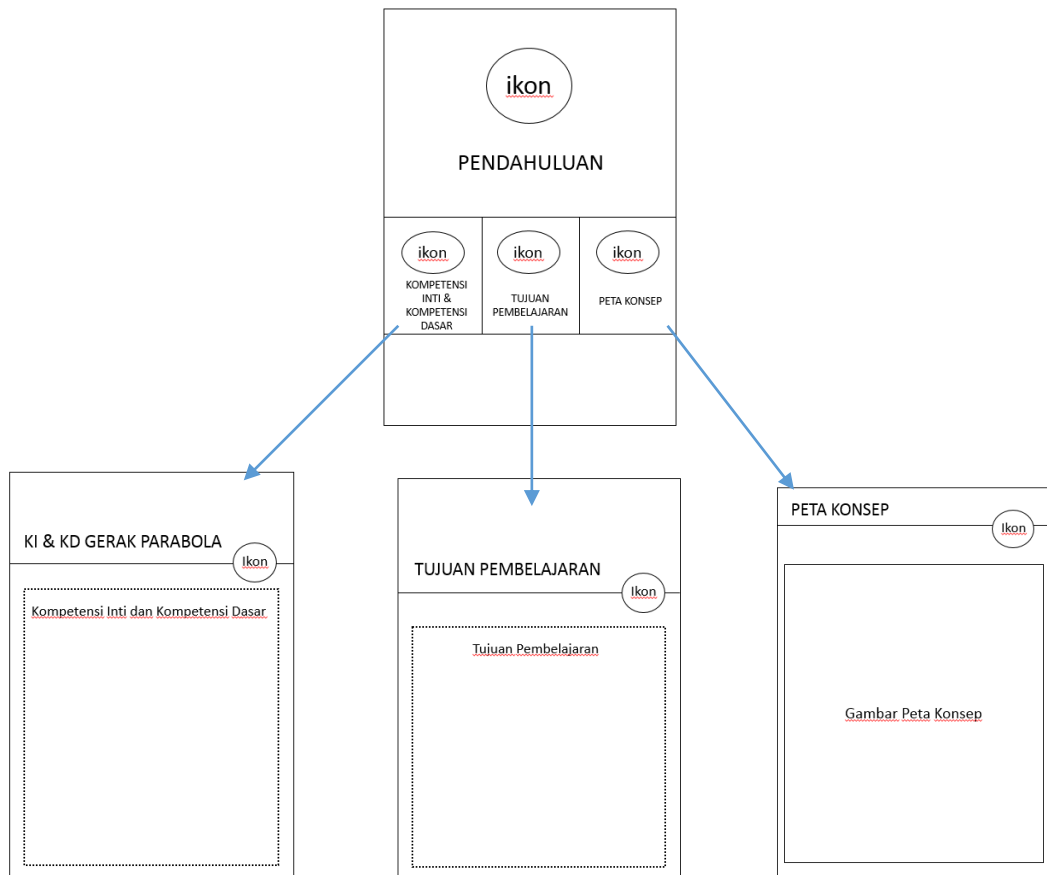 ikon
PENDAHULUAN
ikon
KOMPETENSI
INTI &
KOMPETENSI
DASAR
ikon
TUJUAN
PEMBELAJARAN
ikon
PETA KONSEP
KI & KD GERAK PARABOLA
Ikon
Kompetensi Inti dan Kompetensi Dasar
TUJUAN PEMBELAJARAN
Ikon
Tujuan Pembelajaran
PETA KONSEP
Ikon
Gambar Peta Konsep